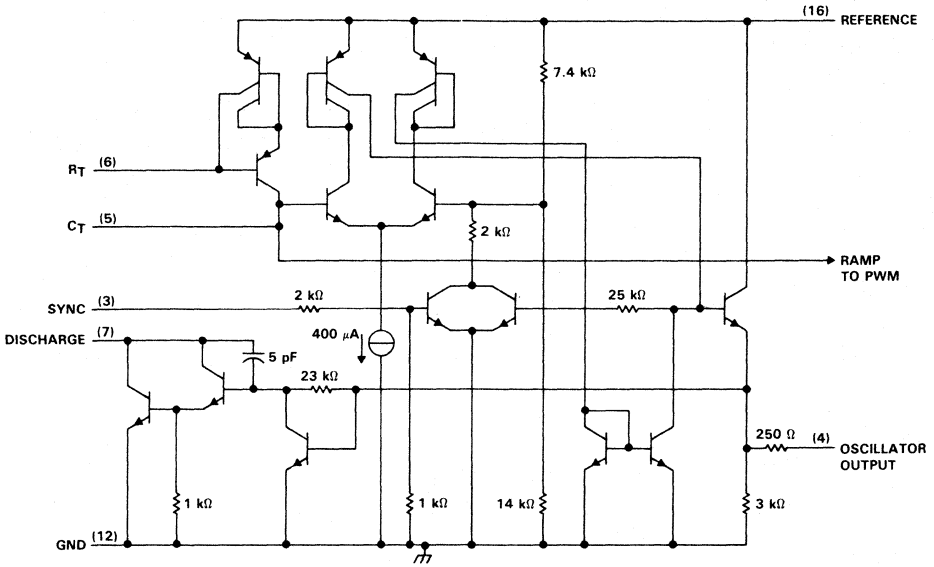 (16) REFERENCE
7.4 kΩ
RT (6)
CT (5)
2 kΩ
RAMP
TO PWM
SYNC (3)
2 kΩ
25 kΩ
DISCHARGE (7)
400 μA
5 pF
23 kΩ
250 Ω (4) OSCILLATOR
OUTPUT
1 kΩ
1 kΩ
14 kΩ
3 kΩ
GND (12)